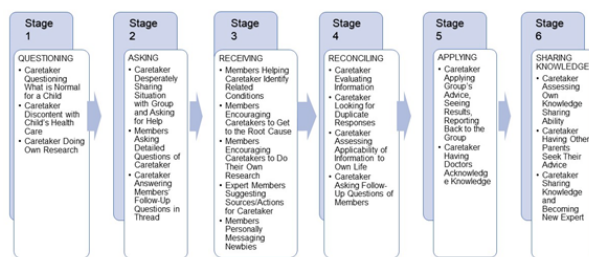 Stage
1
QUESTIONING
• Caretaker
Questioning
What is Normal
for a Child
• Caretaker
Discontent with
Child's Health
Care
• Caretaker Doing
Own Research
Stage
2
ASKING
• Caretaker
Desperately
Sharing
Situation with
Group and Asking
for Help
• Members
Asking
Detailed
Questions of
Caretaker
• Caretaker
Answering
Members'
Follow-Up
Questions in
Thread
Stage
3
RECEIVING
• Members Helping
Caretaker Identify
Related
Conditions
• Members
Encouraging
Caretakers to Get
to the Root Cause
• Members
Encouraging
Caretakers to Do
Their Own
Research
• Expert Members
Suggesting
Sources/Actions
for Caretaker
• Members
Personally
Messaging
Newbies
Stage
4
RECONCILING
• Caretaker
Evaluating
Information
• Caretaker
Looking for
Duplicate
Responses
• Caretaker
Assessing
Applicability of
Information to
Own Life
• Caretaker
Asking Follow-
Up Questions of
Members
Stage
5
APPLYING
• Caretaker
Applying
Group's
Advice,
Seeing
Results,
Reporting
Back to the
Group
• Caretaker
Having
Doctors
Acknowledg
e Knowledge
Stage
6
SHARING
KNOWLEDGE
• Caretaker
Assessing
Own
Knowledge
Sharing
Ability
• Caretaker
Having Other
Parents
Seek Their
Advice
• Caretaker
Sharing
Knowledge
and
Becoming
New Expert